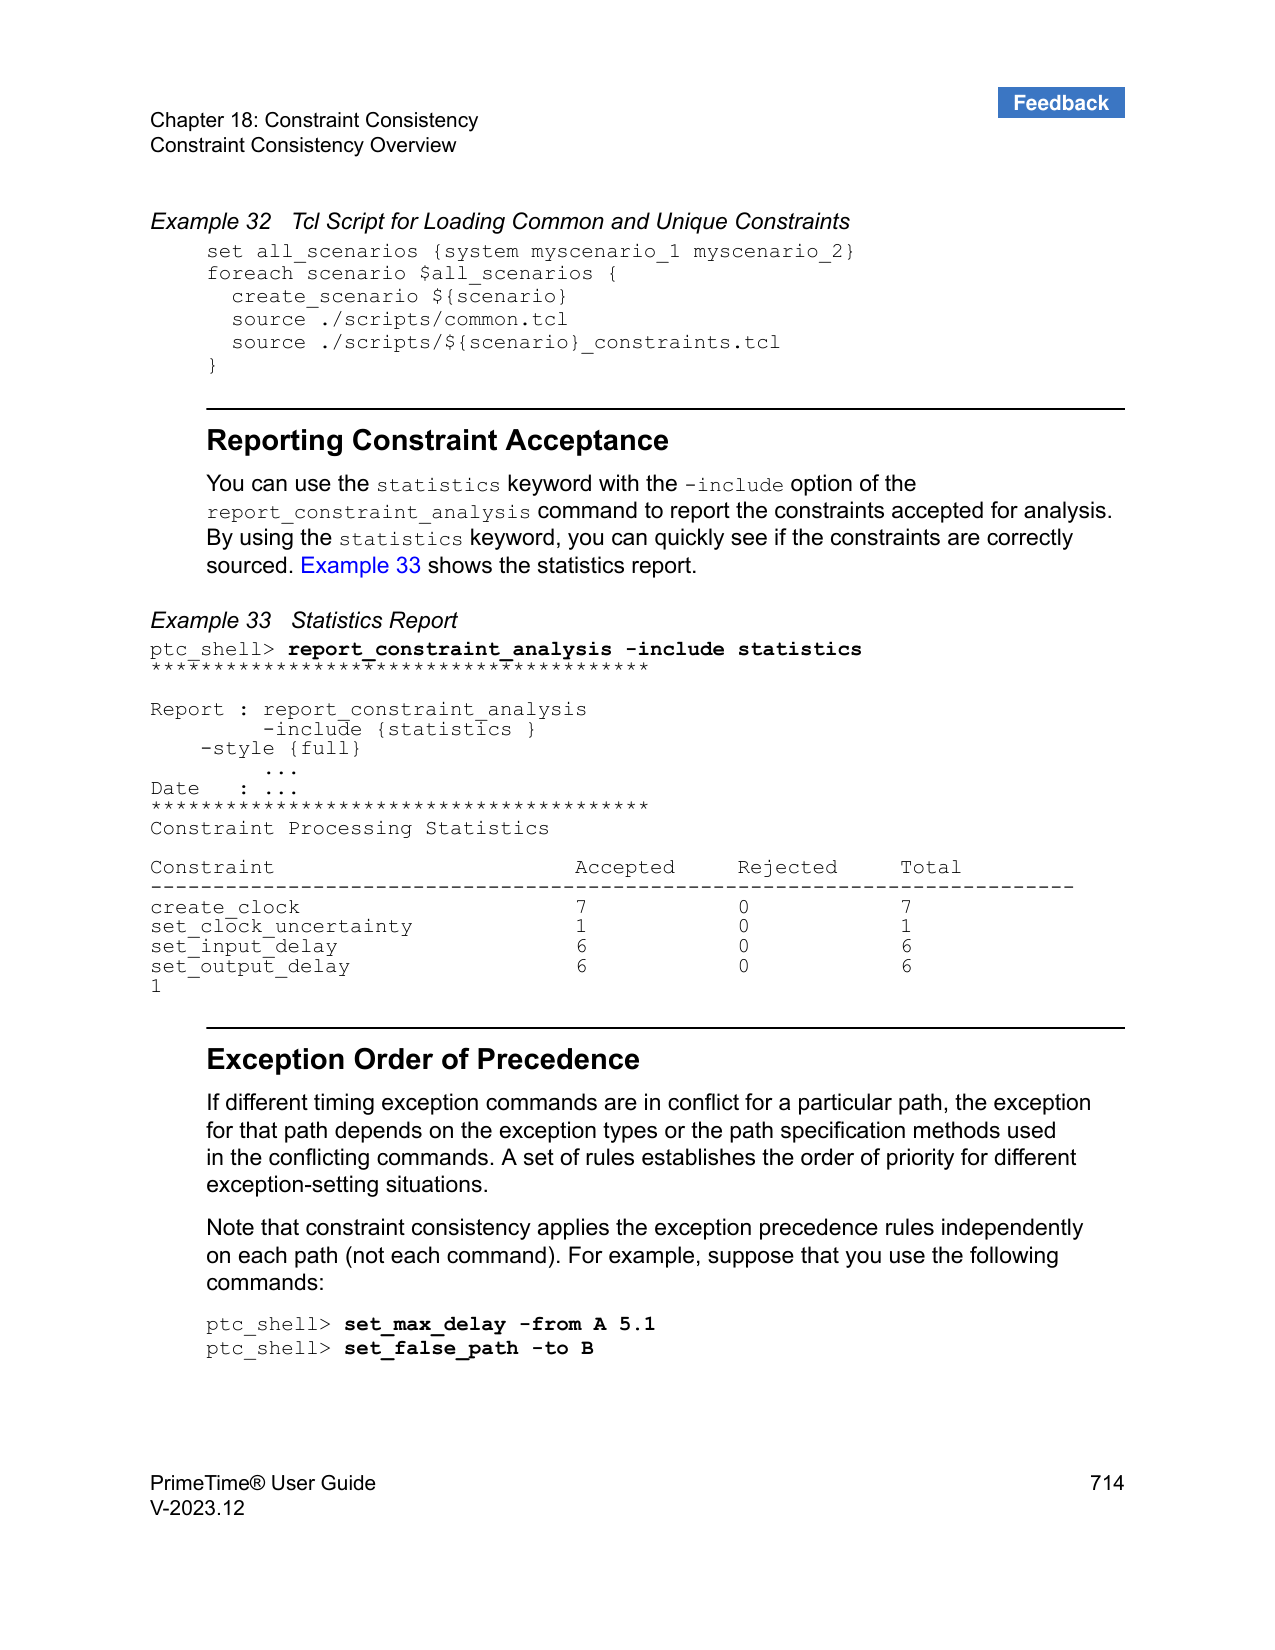 Feedback
Chapter 18: Constraint Consistency
Constraint Consistency Overview
Example 32   Tcl Script for Loading Common and Unique Constraints
set all_scenarios {system myscenario_1 myscenario_2}
foreach scenario $all_scenarios {
  create_scenario ${scenario}
  source ./scripts/common.tcl
  source ./scripts/${scenario}_constraints.tcl
}
Reporting Constraint Acceptance
You can use the statistics keyword with the -include option of the
report_constraint_analysis command to report the constraints accepted for analysis.
By using the statistics keyword, you can quickly see if the constraints are correctly
sourced. Example 33 shows the statistics report.
Example 33   Statistics Report
ptc_shell> report_constraint_analysis -include statistics
****************************************
Report : report_constraint_analysis
         -include {statistics }
    -style {full}
         ...
Date   : ...
****************************************
Constraint Processing Statistics
Constraint                        Accepted     Rejected     Total
--------------------------------------------------------------------------
create_clock                      7            0            7
set_clock_uncertainty             1            0            1
set_input_delay                   6            0            6
set_output_delay                  6            0            6
1
Exception Order of Precedence
If different timing exception commands are in conflict for a particular path, the exception
for that path depends on the exception types or the path specification methods used
in the conflicting commands. A set of rules establishes the order of priority for different
exception-setting situations.
Note that constraint consistency applies the exception precedence rules independently
on each path (not each command). For example, suppose that you use the following
commands:
ptc_shell> set_max_delay -from A 5.1
ptc_shell> set_false_path -to B
PrimeTime® User Guide 714
V-2023.12